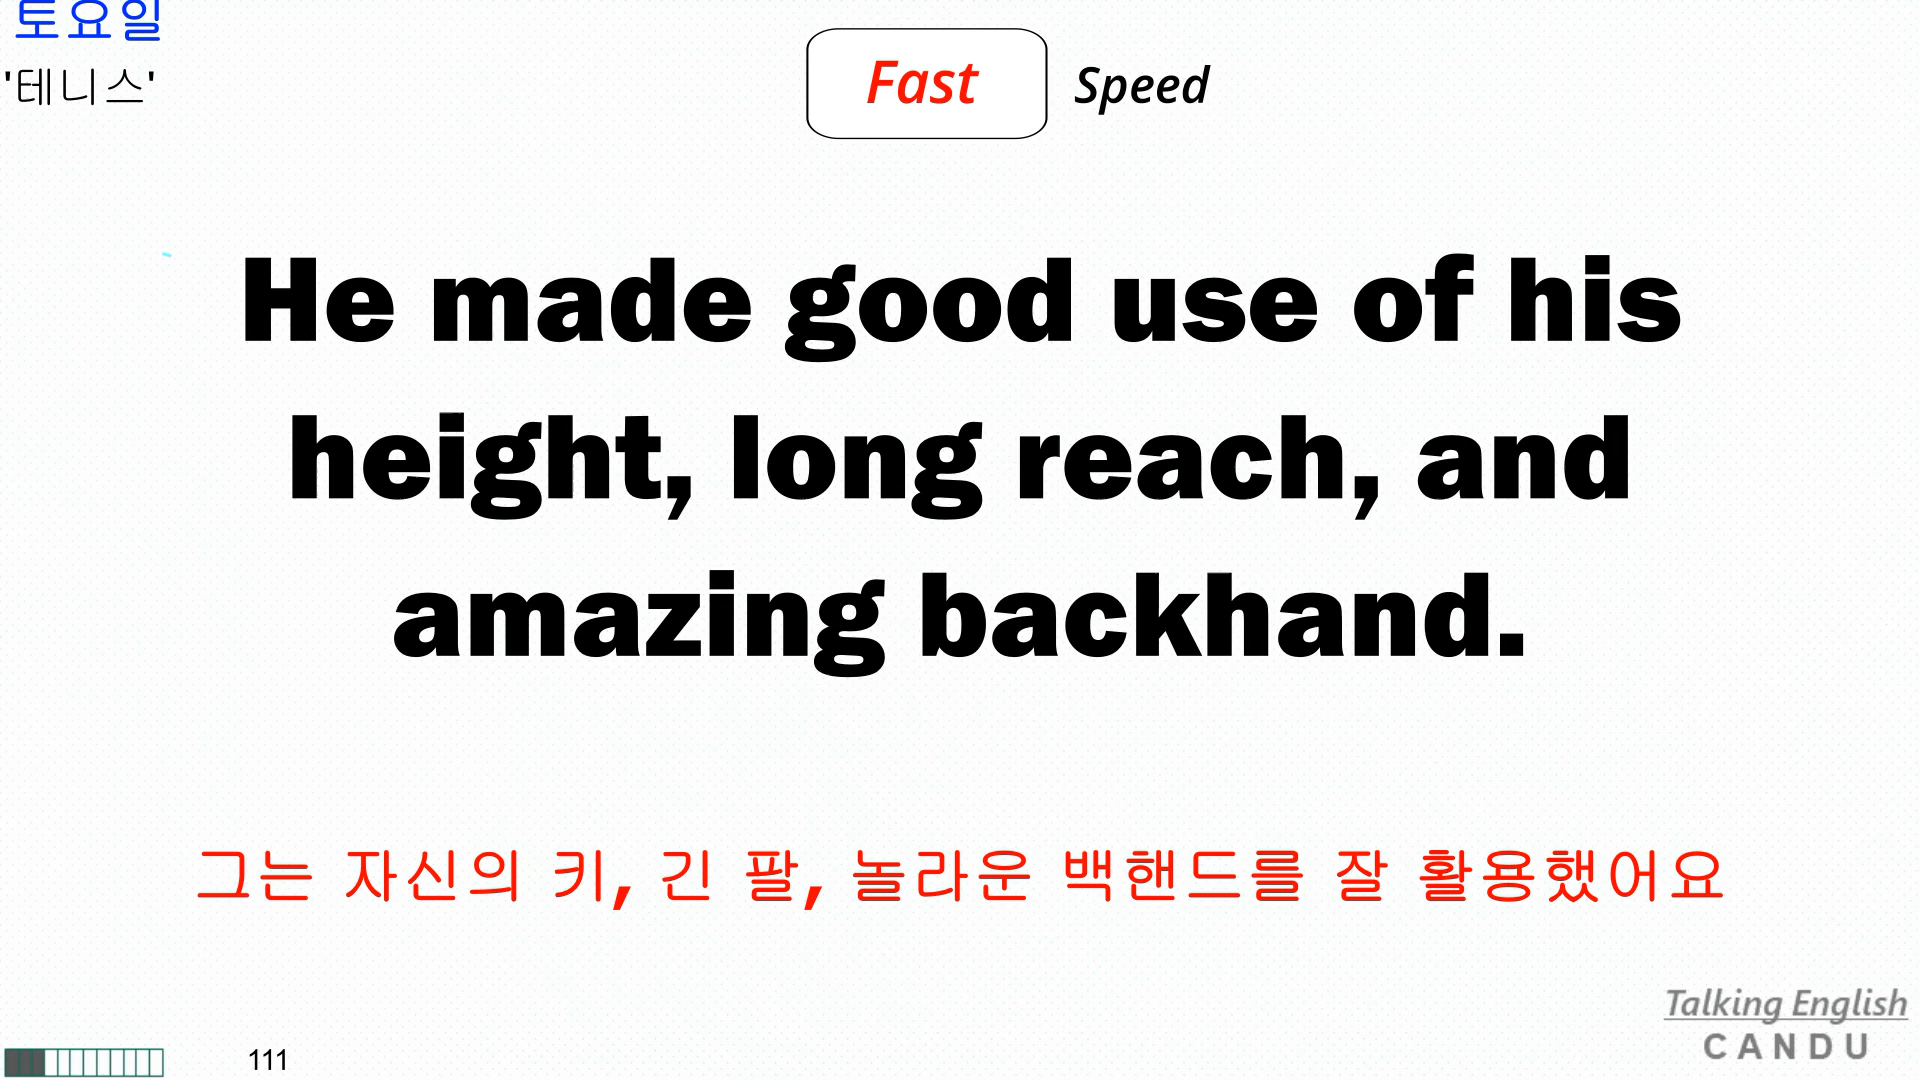 토요일
'테니스'
Fast Speed
He made good use of his
height, long reach, and
amazing backhand.
그는 자신의 키, 긴 팔, 놀라운 백핸드를 잘 활용했어요
Talking English
CANDU
111